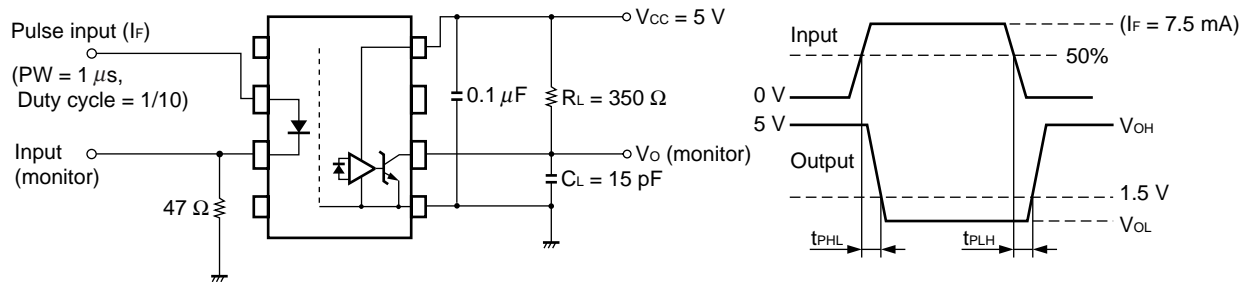 Pulse input (IF)
(PW = 1 μs,
Duty cycle = 1/10)
Input
(monitor)
47 Ω
VCC = 5 V
0.1 μF
RL = 350 Ω
VO (monitor)
CL = 15 pF
Input
(IF = 7.5 mA)
50%
0 V
5 V
VOH
Output
1.5 V
VOL
tPHL
tPLH